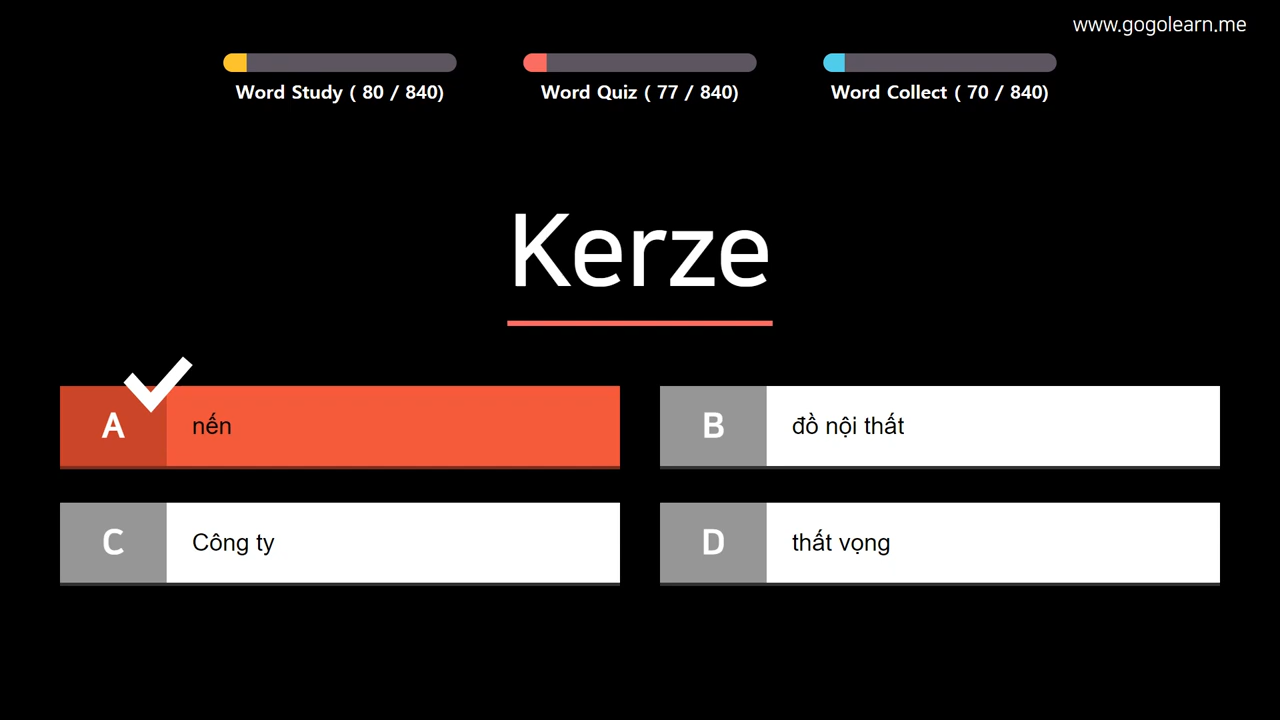 www.gogolearn.me
Word Study ( 80 / 840)
Word Quiz ( 77 / 840)
Word Collect ( 70 / 840)
Kerze
A nến
B đồ nội thất
C Công ty
D thất vọng